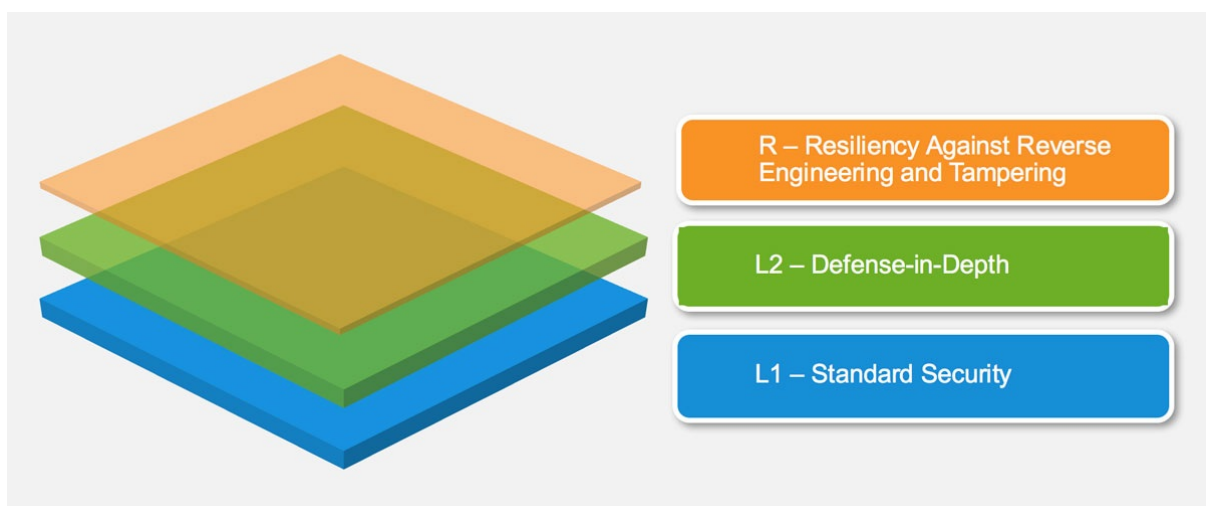 R – Resiliency Against Reverse
Engineering and Tampering
L2 – Defense-in-Depth
L1 – Standard Security